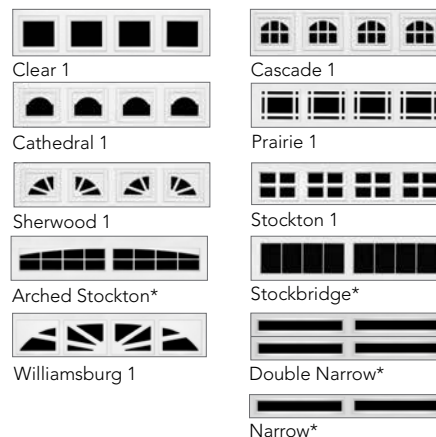 Clear 1
Cathedral 1
Sherwood 1
Arched Stockton*
Williamsburg 1
Cascade 1
Prairie 1
Stockton 1
Stockbridge*
Double Narrow*
Narrow*